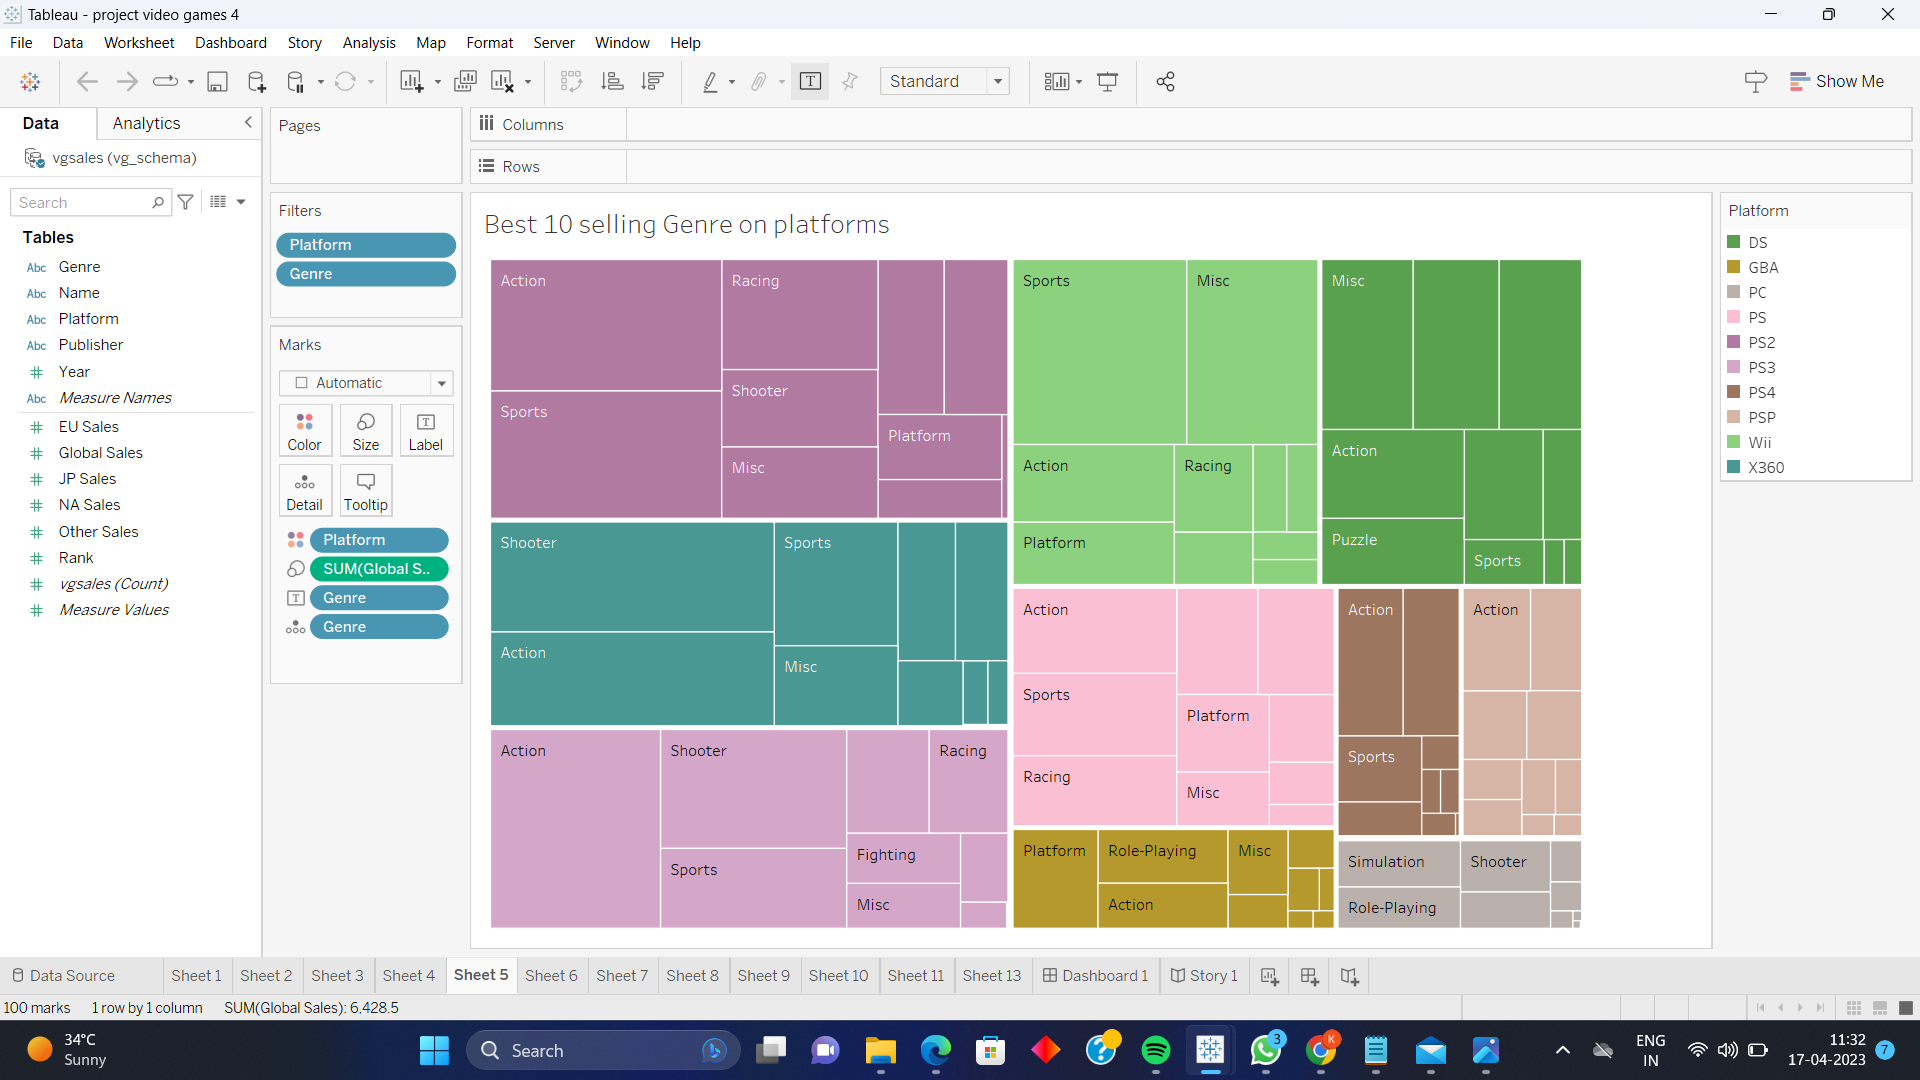 Tableau - project video games 4
File Data Worksheet Dashboard Story Analysis Map Format Server Window Help
Standard
Show Me
Data Analytics
vgsales (vg_schema)
Search
Tables
Abc Genre
Abc Name
Abc Platform
Abc Publisher
# Year
Abc Measure Names
# EU Sales
# Global Sales
# JP Sales
# NA Sales
# Other Sales
# Rank
# vgsales (Count)
# Measure Values
Pages
Filters
Platform
Genre
Marks
Automatic
Color Size Label
Detail Tooltip
Platform
SUM(Global S..
Genre
Genre
Columns
Rows
Best 10 selling Genre on platforms
Action
Racing
Sports
Shooter
Misc
Platform
Shooter
Sports
Action
Misc
Action
Shooter
Racing
Sports
Fighting
Misc
Sports
Misc
Action
Racing
Platform
Misc
Action
Puzzle
Sports
Action
Sports
Platform
Racing
Misc
Action
Sports
Action
Platform
Role-Playing
Misc
Action
Simulation
Shooter
Role-Playing
Platform
DS
GBA
PC
PS
PS2
PS3
PS4
PSP
Wii
X360
Data Source Sheet 1 Sheet 2 Sheet 3 Sheet 4 Sheet 5 Sheet 6 Sheet 7 Sheet 8 Sheet 9 Sheet 10 Sheet 11 Sheet 13 Dashboard 1 Story 1
100 marks 1 row by 1 column SUM(Global Sales): 6,428.5
34°C
Sunny
Search
3
K
ENG
IN
11:32
17-04-2023
7